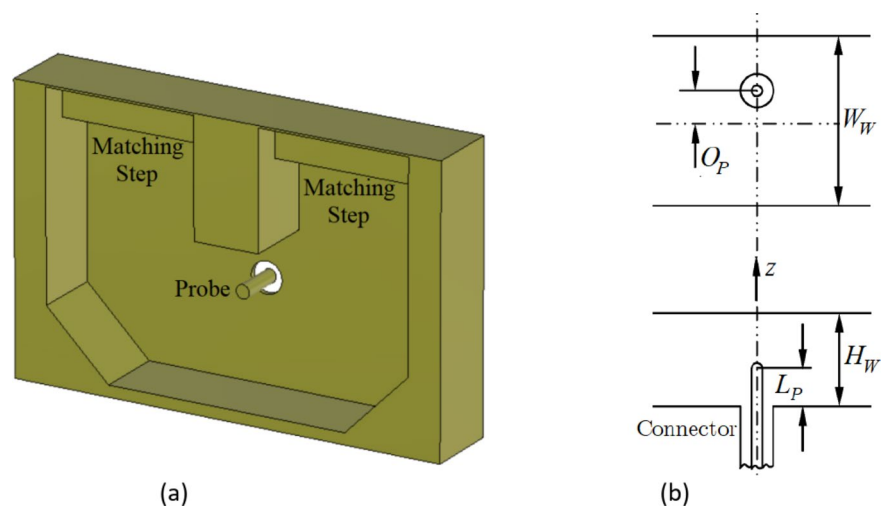 Matching
Step
Matching
Step
Probe
(a)
W_W
O_P
z
H_W
L_P
Connector
(b)